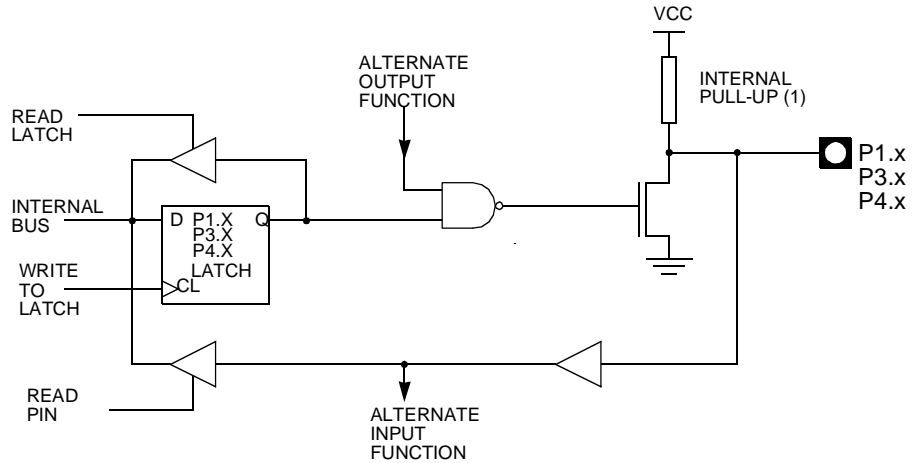 VCC
ALTERNATE
OUTPUT
FUNCTION
INTERNAL
PULL-UP (1)
READ
LATCH
P1.x
P3.x
P4.x
INTERNAL
BUS
D P1.X Q
P3.X
P4.X
LATCH
CL
WRITE
TO
LATCH
READ
PIN
ALTERNATE
INPUT
FUNCTION